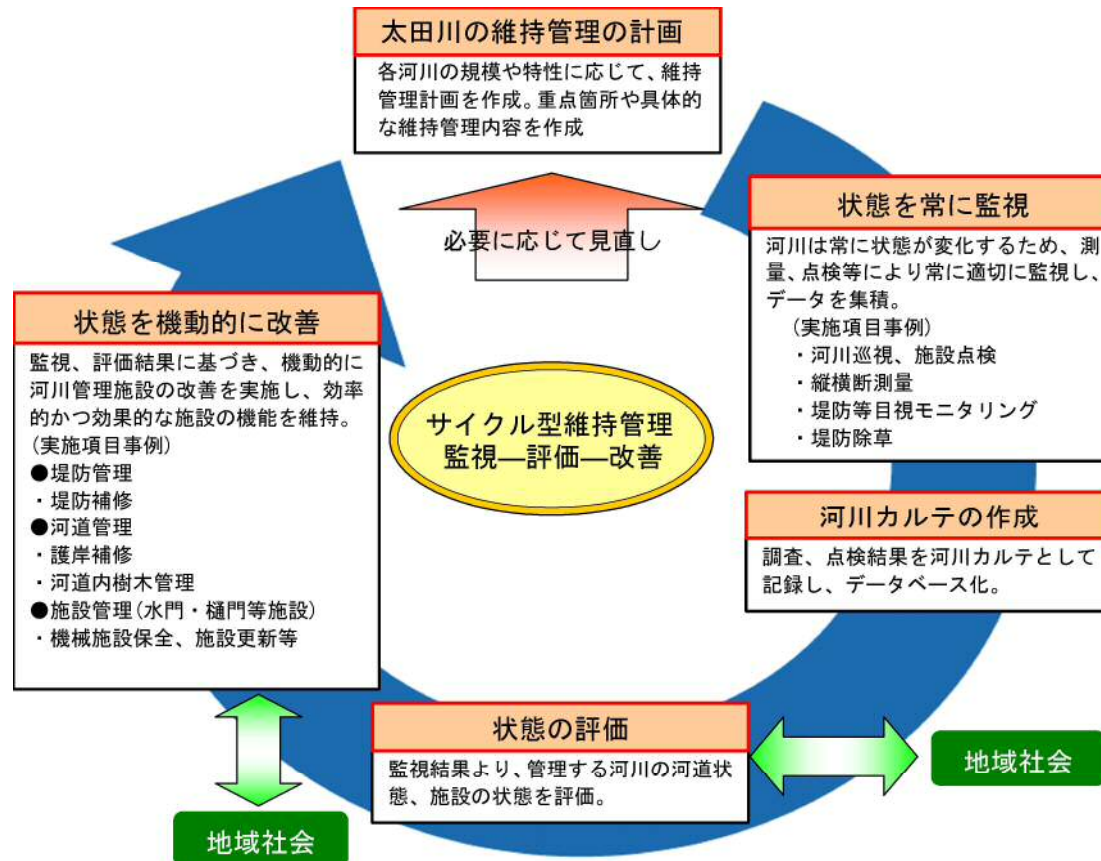 太田川の維持管理の計画
各河川の規模や特性に応じて、維持
管理計画を作成。重点箇所や具体的
な維持管理内容を作成
必要に応じて見直し
状態を常に監視
河川は常に状態が変化するため、測
量、点検等により常に適切に監視し、
データを集積。
(実施項目事例)
・河川巡視、施設点検
・縦横断測量
・堤防等目視モニタリング
・堤防除草
河川カルテの作成
調査、点検結果を河川カルテとして
記録し、データベース化。
状態の評価
監視結果より、管理する河川の河道状
態、施設の状態を評価。
地域社会
状態を機動的に改善
監視、評価結果に基づき、機動的に
河川管理施設の改善を実施し、効率
的かつ効果的な施設の機能を維持。
(実施項目事例)
●堤防管理
・堤防補修
●河道管理
・護岸補修
・河道内樹木管理
●施設管理(水門・樋門等施設)
・機械施設保全、施設更新等
地域社会
サイクル型維持管理
監視―評価―改善